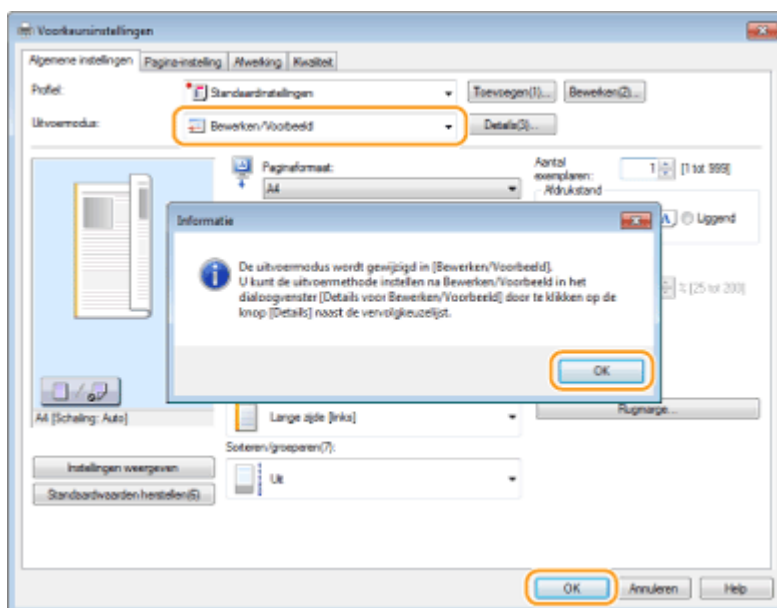 Voorkeursinstellingen
Algemene instellingen Pagina-instelling Afwerking Kwaliteit
Profiel: Standaardinstellingen Toevoegen(1)... Bewerken(2)...
Uitvoermodus: Bewerken/Voorbeeld Details(3)...
Paginaformaat: Aantal exemplaren: 1 [1 tot 999]
A4 Afdrukstand
A Liggend
Informatie
De uitvoermodus wordt gewijzigd in [Bewerken/Voorbeeld].
U kunt de uitvoermethode instellen na Bewerken/Voorbeeld in het
dialoogvenster [Details voor Bewerken/Voorbeeld] door te klikken op de
knop [Details] naast de vervolgkeuzelijst.
OK
% [25 tot 200]
A4 [Schaling: Auto]
Lange zijde [links] Rugmarge...
Sorteren/groeperen(7):
Instellingen weergeven Uit
Standaardwaarden herstellen(6)
OK Annuleren Help